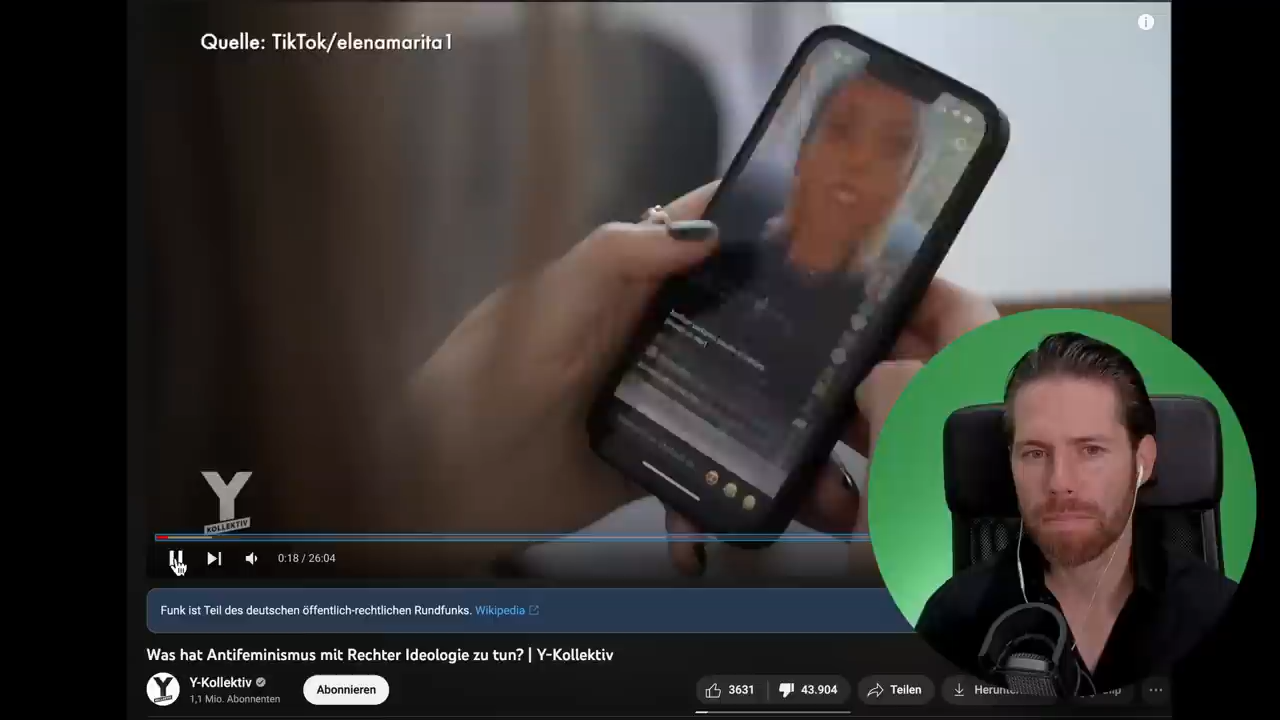 Quelle: TikTok/elenamarita1
Y
KOLLEKTIV
0:18 / 26:04
Funk ist Teil des deutschen öffentlich-rechtlichen Rundfunks. Wikipedia
Was hat Antifeminismus mit Rechter Ideologie zu tun? | Y-Kollektiv
Y-Kollektiv
1,1 Mio. Abonnenten
Abonnieren
3631
43.904
Teilen